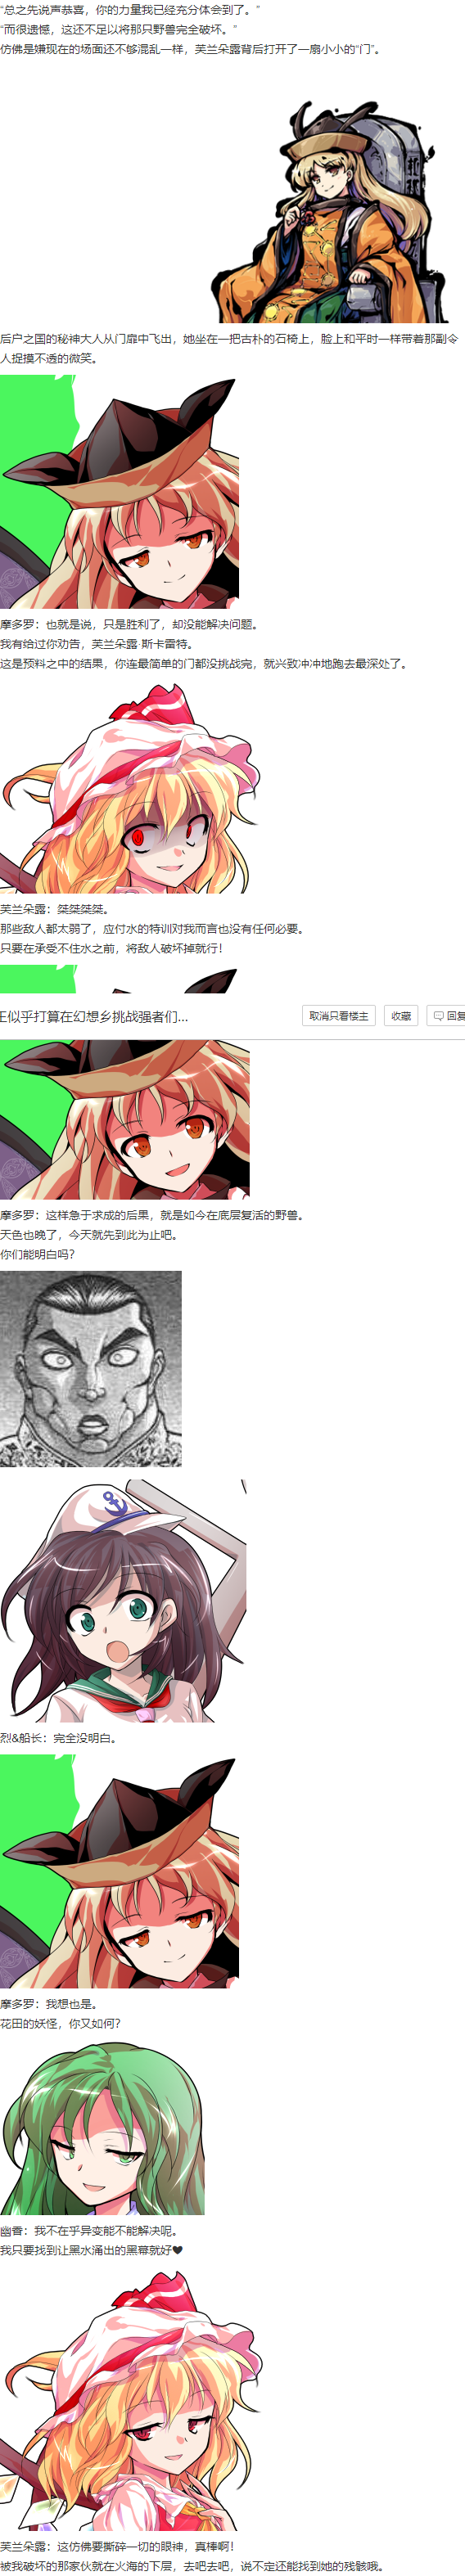 “总之先说声恭喜，你的力量我已经充分体会到了。”
“而很遗憾，这还不足以将那只野兽完全破坏。”
仿佛是嫌现在的场面还不够混乱一样，芙兰朵露背后打开了一扇小小的“门”。
后户之国的秘神大人从门扉中飞出，她坐在一把古朴的石椅上，脸上和平时一样带着那副令
人捉摸不透的微笑。
摩多罗：也就是说，只是胜利了，却没能解决问题。
我有给过你劝告，芙兰朵露·斯卡雷特。
这是预料之中的结果，你连最简单的门都没挑战完，就兴致冲冲地跑去最深处了。
芙兰朵露：桀桀桀桀。
那些敌人都太弱了，应付水的特训对我而言也没有任何必要。
只要在承受不住水之前，将敌人破坏掉就行！
王似乎打算在幻想乡挑战强者们... 取消只看楼主 收藏 回复
摩多罗：这样急于求成的后果，就是如今在底层复活的野兽。
天色也晚了，今天就先到此为止吧。
你们能明白吗？
烈&船长：完全没明白。
摩多罗：我想也是。
花田的妖怪，你又如何？
幽香：我不在乎异变能不能解决呢。
我只要找到让黑水涌出的黑幕就好♥
芙兰朵露：这仿佛要撕碎一切的眼神，真棒啊！
被我破坏的那家伙就在火海的下层，去吧去吧，说不定还能找到她的残骸哦。